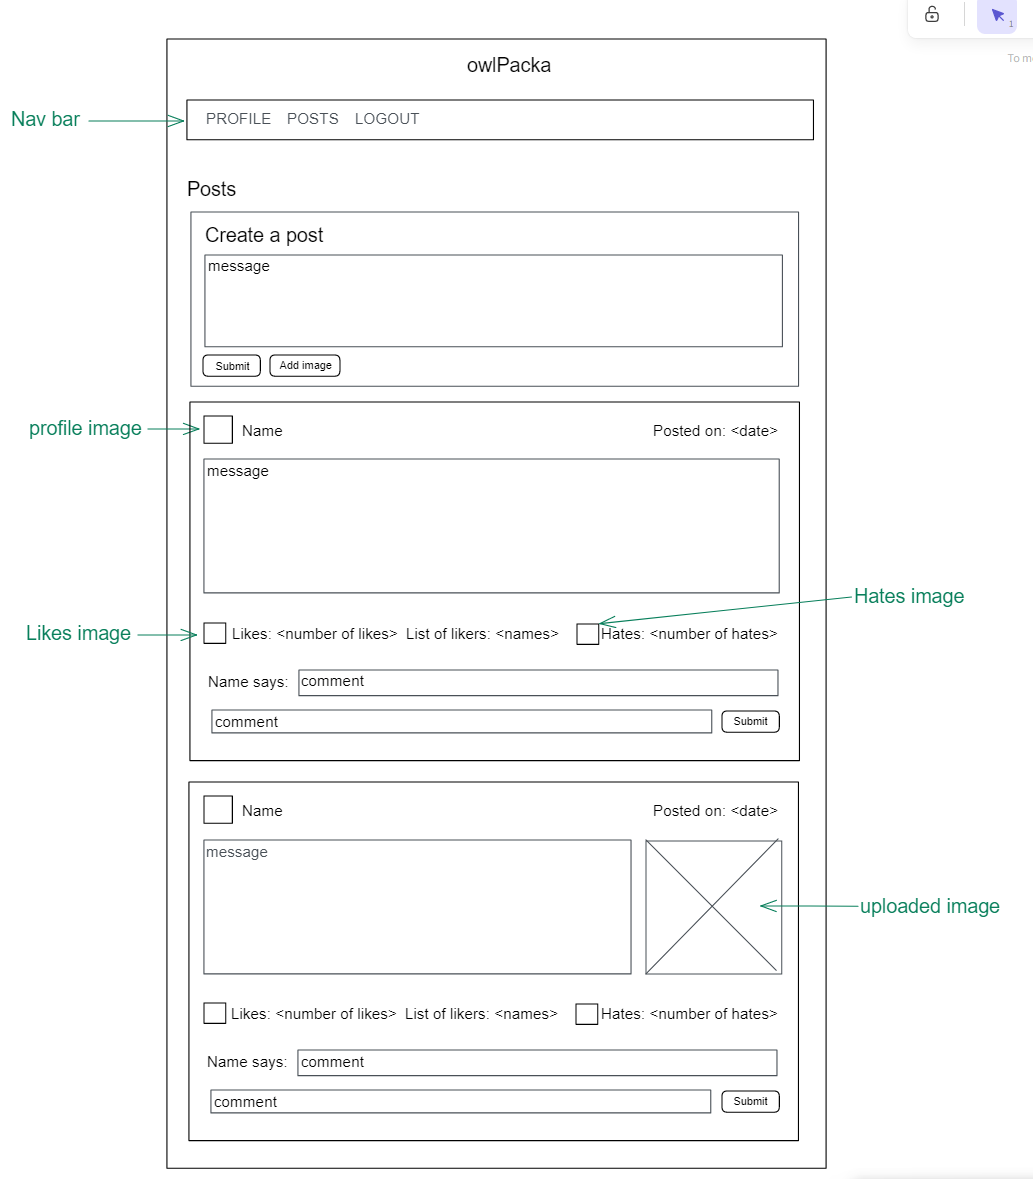 1
To m
owlPacka
Nav bar
PROFILE POSTS LOGOUT
Posts
Create a post
message
Submit Add image
profile image
Name Posted on: <date>
message
Hates image
Likes image
Likes: <number of likes> List of likers: <names> Hates: <number of hates>
Name says: comment
comment Submit
Name Posted on: <date>
message
uploaded image
Likes: <number of likes> List of likers: <names> Hates: <number of hates>
Name says: comment
comment Submit